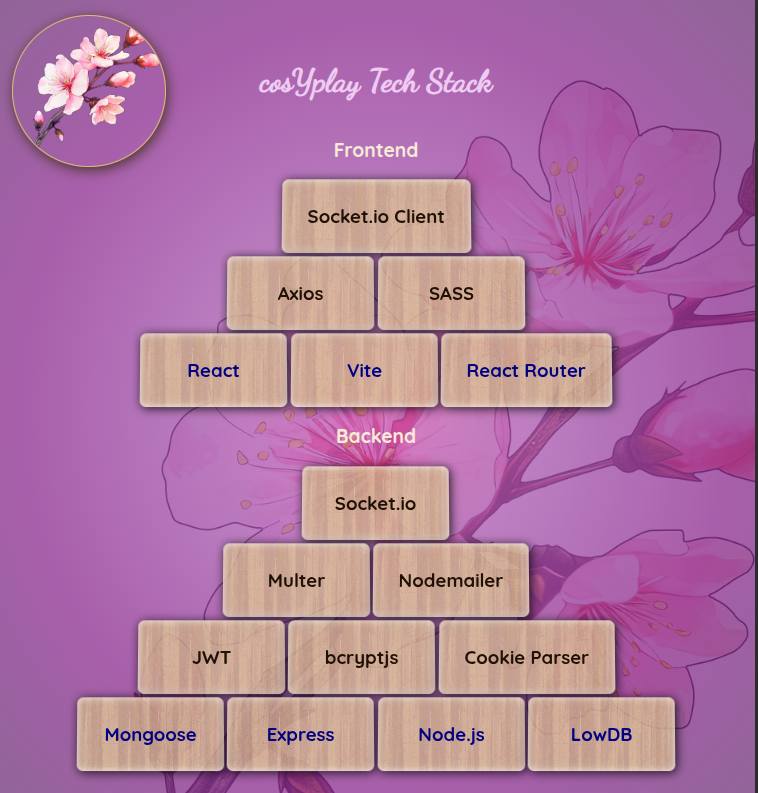 cosYplay Tech Stack
Frontend
Socket.io Client
Axios SASS
React Vite React Router
Backend
Socket.io
Multer Nodemailer
JWT bcryptjs Cookie Parser
Mongoose Express Node.js LowDB